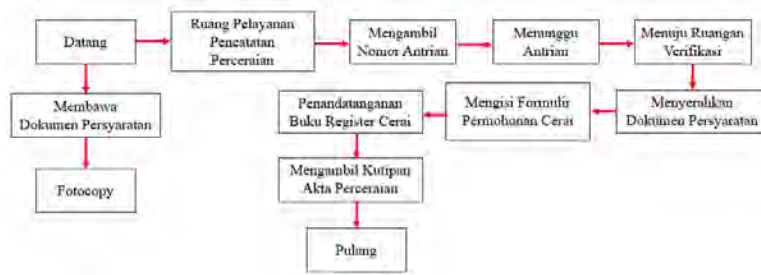 Datang
Ruang Pelayanan
Pencatatan
Perceraian
Mengambil
Nomor Antrian
Menunggu
Antrian
Menuju Ruangan
Verifikasi
Membawa
Dokumen Persyaratan
Penandatanganan
Buku Register Cerai
Mengisi Formulir
Permohonan Cerai
Menyerahkan
Dokumen Persyaratan
Fotocopy
Mengambil Kutipan
Akta Perceraian
Pulang